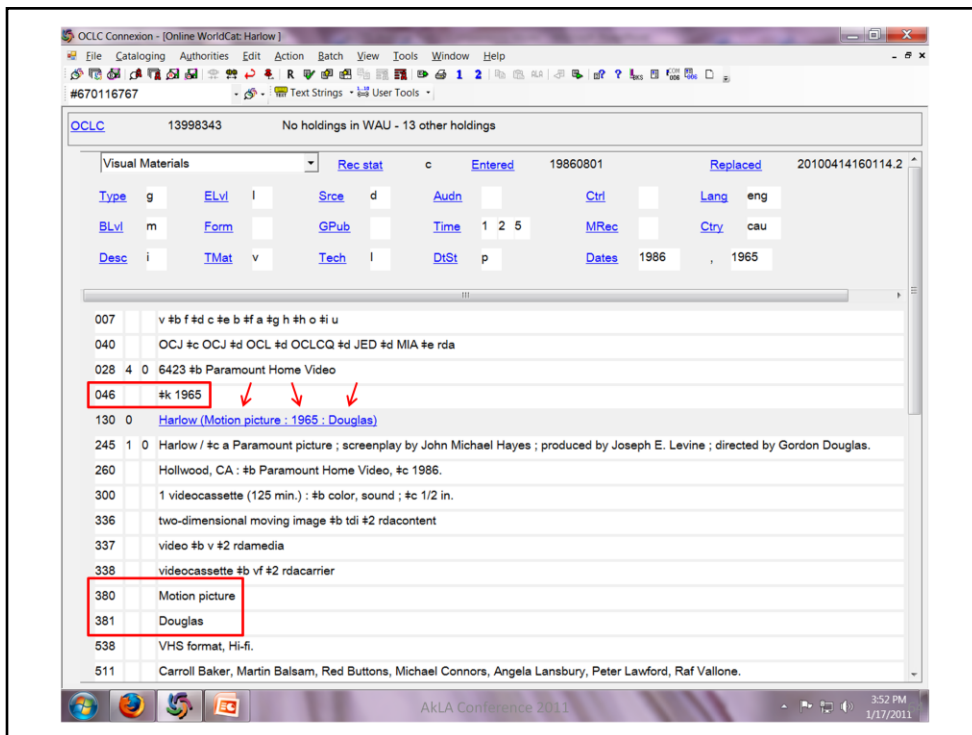 OCLC Connexion - [Online WorldCat: Harlow ]
File Cataloging Authorities Edit Action Batch View Tools Window Help
R 1 2 ?
#670116767 Text Strings User Tools
OCLC 13998343 No holdings in WAU - 13 other holdings
Visual Materials Rec stat c Entered 19860801 Replaced 20100414160114.2
Type g ELvl I Srce d Audn Ctrl Lang eng
BLvl m Form GPub Time 1 2 5 MRec Ctry cau
Desc i TMat v Tech l DtSt p Dates 1986 , 1965
007 v ‡b f ‡d c ‡e b ‡f a ‡g h ‡h o ‡i u
040 OCJ ‡c OCJ ‡d OCL ‡d OCLCQ ‡d JED ‡d MIA ‡e rda
028 4 0 6423 ‡b Paramount Home Video
046 ‡k 1965
130 0 Harlow (Motion picture : 1965 : Douglas)
245 1 0 Harlow / ‡c a Paramount picture ; screenplay by John Michael Hayes ; produced by Joseph E. Levine ; directed by Gordon Douglas.
260 Hollwood, CA : ‡b Paramount Home Video, ‡c 1986.
300 1 videocassette (125 min.) : ‡b color, sound ; ‡c 1/2 in.
336 two-dimensional moving image ‡b tdi ‡2 rdacontent
337 video ‡b v ‡2 rdamedia
338 videocassette ‡b vf ‡2 rdacarrier
380 Motion picture
381 Douglas
538 VHS format, Hi-fi.
511 Carroll Baker, Martin Balsam, Red Buttons, Michael Connors, Angela Lansbury, Peter Lawford, Raf Vallone.
AkLA Conference 2011
3:52 PM
1/17/2011